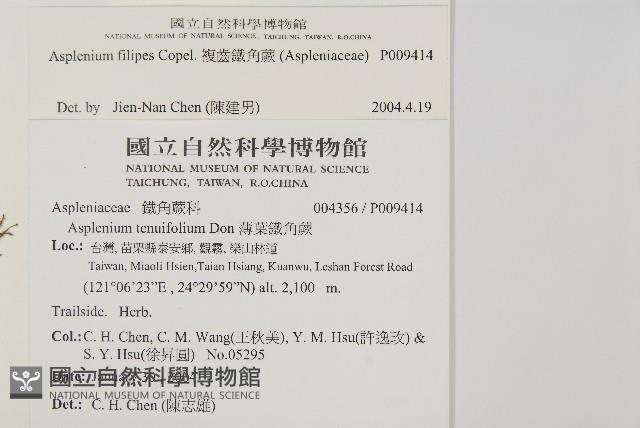 國立自然科學博物館
NATIONAL MUSEUM OF NATURAL SCIENCE, TAICHUNG, TAIWAN, R.O.CHINA
Asplenium filipes Copel. 複齒鐵角蕨 (Aspleniaceae) P009414
Det. by Jien-Nan Chen (陳建男) 2004.4.19
國立自然科學博物館
NATIONAL MUSEUM OF NATURAL SCIENCE
TAICHUNG, TAIWAN, R.O.CHINA
Aspleniaceae 鐵角蕨科 004356 / P009414
Asplenium tenuifolium Don 薄葉鐵角蕨
Loc.: 台灣, 苗栗縣泰安鄉, 觀霧, 樂山林道
Taiwan, Miaoli Hsien,Taian Hsiang, Kuanwu, Leshan Forest Road
(121°06’23”E , 24°29’59”N) alt. 2,100 m.
Trailside. Herb.
Col.:C. H. Chen, C. M. Wang(王秋美), Y. M. Hsu(許逸玫) &
S. Y. Hsu(徐昇圓) No.05295
國立自然科學博物館
NATIONAL MUSEUM OF NATURAL SCIENCE
Det.: C. H. Chen (陳志雄)